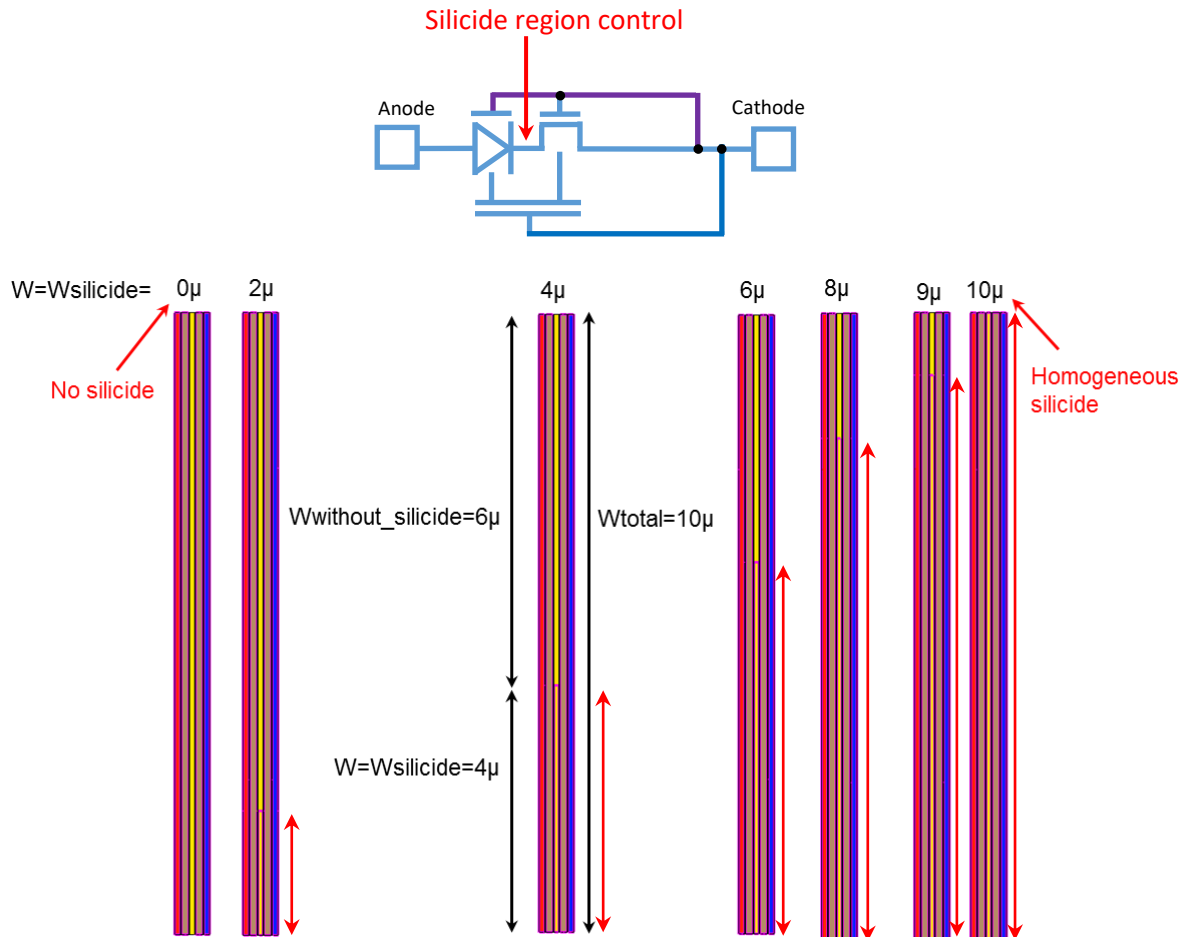 Silicide region control
Anode
Cathode
W=Wsilicide=
0µ
2µ
4µ
6µ
8µ
9µ
10µ
No silicide
Homogeneous
silicide
Wwithout_silicide=6µ
Wtotal=10µ
W=Wsilicide=4µ